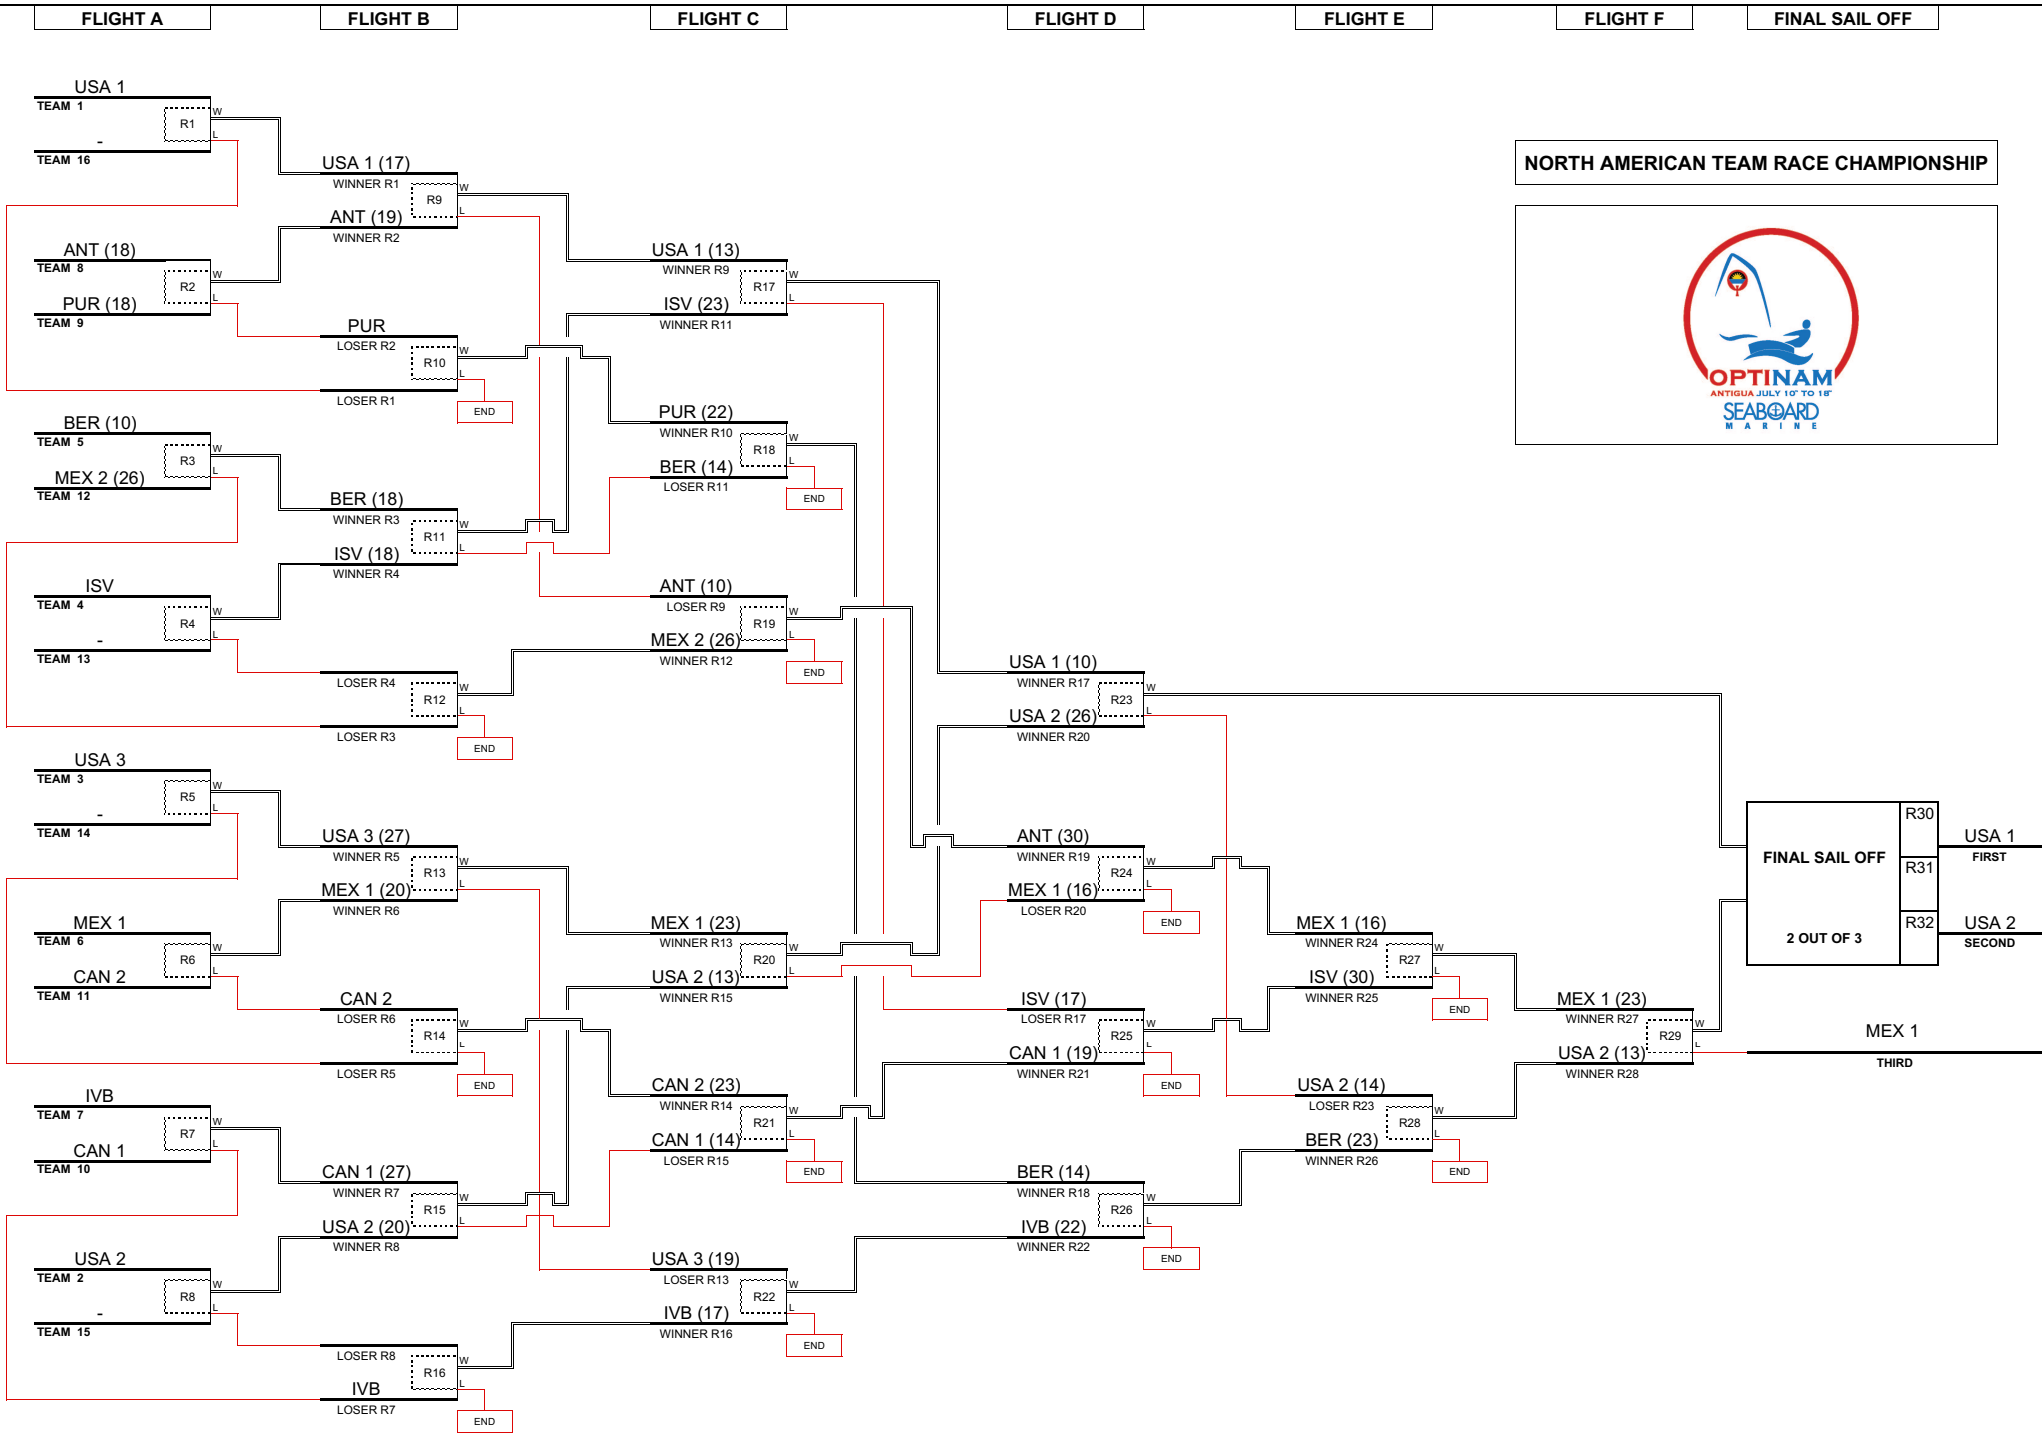 FLIGHT A
FLIGHT B
FLIGHT C
FLIGHT D
FLIGHT E
FLIGHT F
FINAL SAIL OFF
NORTH AMERICAN TEAM RACE CHAMPIONSHIP
OPTINAM
ANTIGUA JULY 10TH TO 18TH
SEABOARD
MARINE
USA 1
TEAM 1
R1
W
L
-
TEAM 16
ANT (18)
TEAM 8
R2
W
L
PUR (18)
TEAM 9
BER (10)
TEAM 5
R3
W
L
MEX 2 (26)
TEAM 12
ISV
TEAM 4
R4
W
L
-
TEAM 13
USA 3
TEAM 3
R5
W
L
-
TEAM 14
MEX 1
TEAM 6
R6
W
L
CAN 2
TEAM 11
IVB
TEAM 7
R7
W
L
CAN 1
TEAM 10
USA 2
TEAM 2
R8
W
L
-
TEAM 15
USA 1 (17)
WINNER R1
R9
W
L
ANT (19)
WINNER R2
PUR
LOSER R2
R10
W
L
LOSER R1
END
BER (18)
WINNER R3
R11
W
L
ISV (18)
WINNER R4
LOSER R4
R12
W
L
LOSER R3
END
USA 3 (27)
WINNER R5
R13
W
L
MEX 1 (20)
WINNER R6
CAN 2
LOSER R6
R14
W
L
LOSER R5
END
CAN 1 (27)
WINNER R7
R15
W
L
USA 2 (20)
WINNER R8
LOSER R8
R16
W
L
IVB
LOSER R7
END
USA 1 (13)
WINNER R9
R17
W
L
ISV (23)
WINNER R11
PUR (22)
WINNER R10
R18
W
L
BER (14)
LOSER R11
END
ANT (10)
LOSER R9
R19
W
L
MEX 2 (26)
WINNER R12
END
MEX 1 (23)
WINNER R13
R20
W
L
USA 2 (13)
WINNER R15
CAN 2 (23)
WINNER R14
R21
W
L
CAN 1 (14)
LOSER R15
END
USA 3 (19)
LOSER R13
R22
W
L
IVB (17)
WINNER R16
END
USA 1 (10)
WINNER R17
R23
W
L
USA 2 (26)
WINNER R20
ANT (30)
WINNER R19
R24
W
L
MEX 1 (16)
LOSER R20
END
ISV (17)
LOSER R17
R25
W
L
CAN 1 (19)
WINNER R21
END
BER (14)
WINNER R18
R26
W
L
IVB (22)
WINNER R22
END
MEX 1 (16)
WINNER R24
R27
W
L
ISV (30)
WINNER R25
END
USA 2 (14)
LOSER R23
R28
W
L
BER (23)
WINNER R26
END
MEX 1 (23)
WINNER R27
R29
W
L
USA 2 (13)
WINNER R28
FINAL SAIL OFF
2 OUT OF 3
R30
R31
R32
USA 1
FIRST
USA 2
SECOND
MEX 1
THIRD